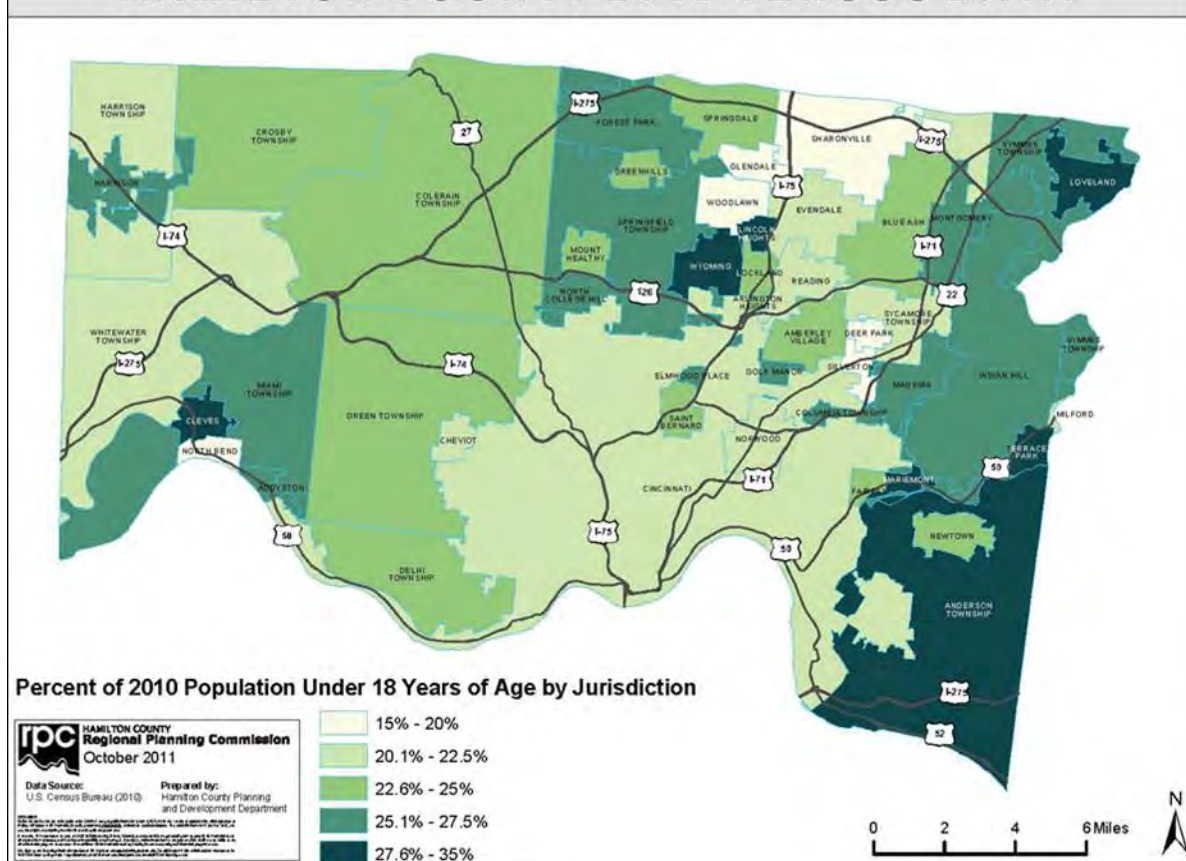 HARRISON
TOWNSHIP
CROSBY
TOWNSHIP
27
I-275
FOREST PARK
SPRINGDALE
SHARONVILLE
I-275
SYMMES
TOWNSHIP
LOVELAND
HARRISON
COLERAIN
TOWNSHIP
GREENHILLS
GLENDALE
I-75
WOODLAWN
EVENDALE
BLUE ASH
MONTGOMERY
I-74
SPRINGFIELD
TOWNSHIP
LINCOLN
HEIGHTS
I-71
MOUNT
HEALTHY
WYOMING
LOCKLAND
READING
NORTH
COLLEGE HILL
126
ARLINGTON
HEIGHTS
22
SYCAMORE
TOWNSHIP
WHITEWATER
TOWNSHIP
I-275
I-74
AMBERLEY
VILLAGE
DEER PARK
SYMMES
TOWNSHIP
MIAMI
TOWNSHIP
ELMWOOD PLACE
GOLF MANOR
SILVERTON
MADEIRA
INDIAN HILL
CLEVES
GREEN TOWNSHIP
SAINT
BERNARD
COLUMBIA TOWNSHIP
MILFORD
NORTH BEND
CHEVIOT
NORWOOD
TERRACE
PARK
50
ADDYSTON
CINCINNATI
I-71
FAIRFAX
MARIEMONT
50
I-75
50
NEWTOWN
DELHI
TOWNSHIP
ANDERSON
TOWNSHIP
I-275
52
Percent of 2010 Population Under 18 Years of Age by Jurisdiction
rpc
HAMILTON COUNTY
Regional Planning Commission
October 2011
Data Source:
U.S. Census Bureau (2010)
Prepared by:
Hamilton County Planning
and Development Department
15% - 20%
20.1% - 22.5%
22.6% - 25%
25.1% - 27.5%
27.6% - 35%
0 2 4 6 Miles
N